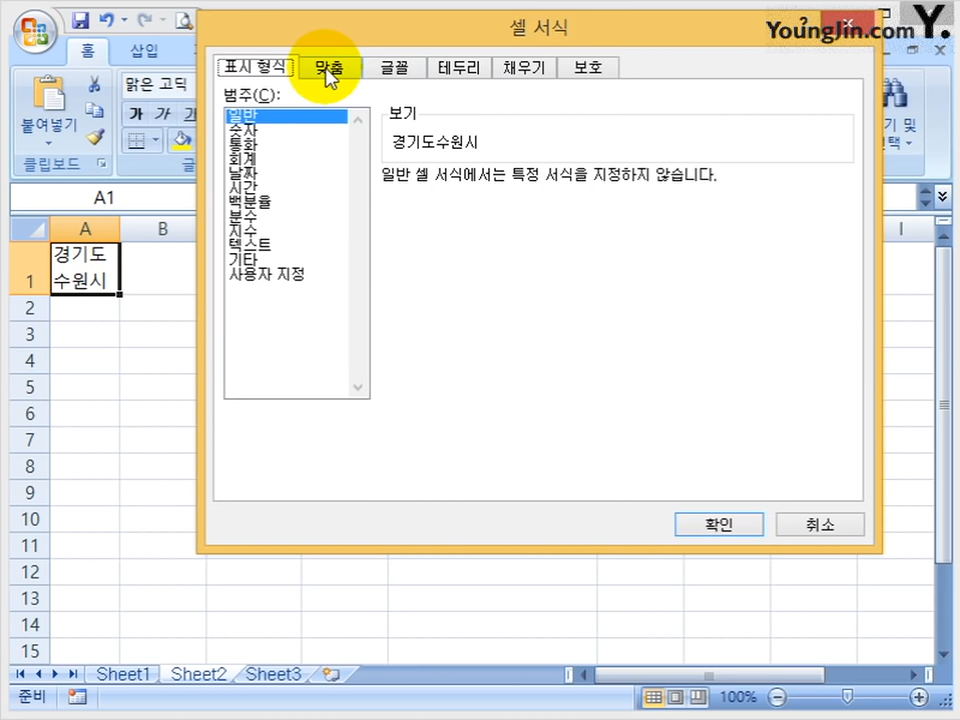 셀 서식
YoungJin.com Y.
홈 삽입
표시 형식 맞춤 글꼴 테두리 채우기 보호
맑은 고딕
붙여넣기
가 가
클립보드
범주(C):
일반
숫자
통화
회계
날짜
시간
백분율
분수
지수
텍스트
기타
사용자 지정
보기
경기도수원시
일반 셀 서식에서는 특정 서식을 지정하지 않습니다.
A1
A B I
경기도
수원시
1
2
3
4
5
6
7
8
9
10
11
12
13
14
15
확인 취소
Sheet1 Sheet2 Sheet3
준비 100%